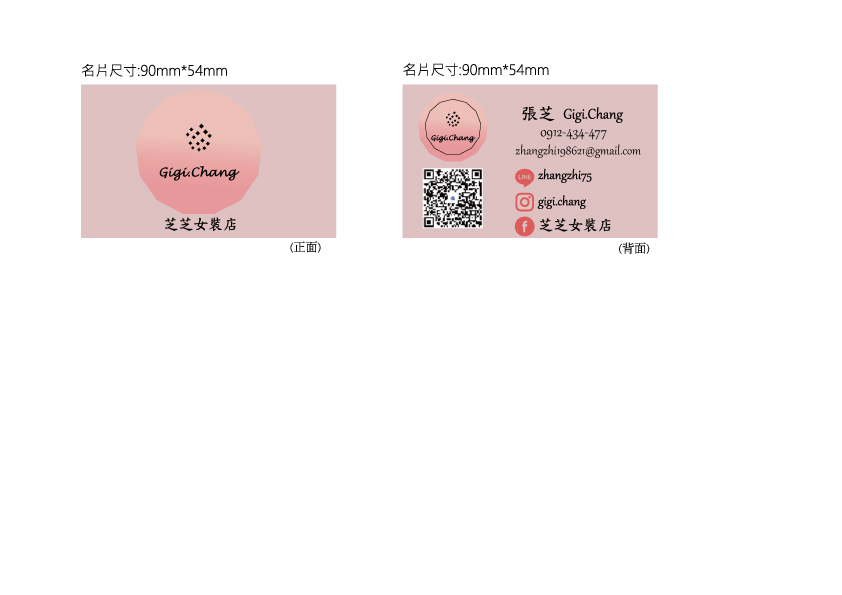 名片尺寸:90mm*54mm
Gigi.Chang
芝芝女裝店
(正面)
名片尺寸:90mm*54mm
Gigi.Chang
張芝 Gigi.Chang
0912-434-477
zhangzhi198621@gmail.com
LINE zhangzhi75
gigi.chang
f 芝芝女裝店
(背面)